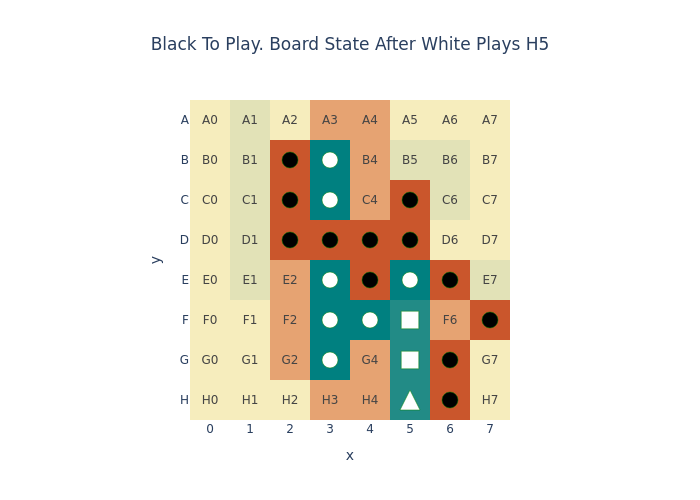 Black To Play. Board State After White Plays H5
A A0 A1 A2 A3 A4 A5 A6 A7
B B0 B1 B4 B5 B6 B7
C C0 C1 C4 C6 C7
D D0 D1 D6 D7
y
E E0 E1 E2 E7
F F0 F1 F2 F6
G G0 G1 G2 G4 G7
H H0 H1 H2 H3 H4 H7
0 1 2 3 4 5 6 7
x